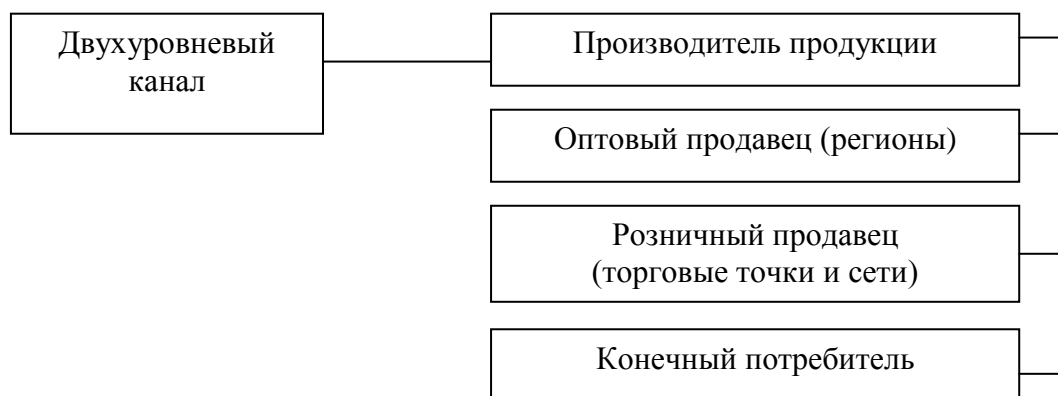 Двухуровневый
канал
Производитель продукции
Оптовый продавец (регионы)
Розничный продавец
(торговые точки и сети)
Конечный потребитель